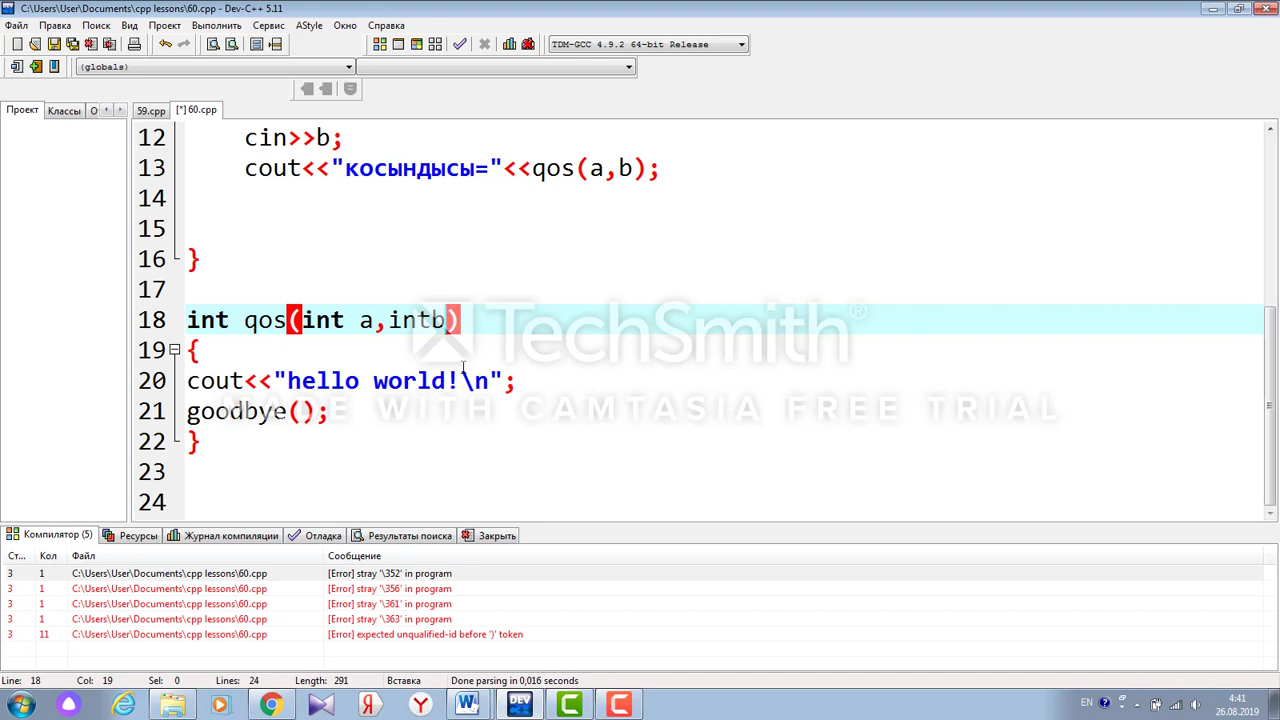 C:\Users\User\Documents\cpp lessons\60.cpp - Dev-C++ 5.11
Файл Правка Поиск Вид Проект Выполнить Сервис AStyle Окно Справка
TDM-GCC 4.9.2 64-bit Release
(globals)
Проект Классы О 59.cpp [*] 60.cpp
12 cin>>b;
13 cout<<"косындысы="<<qos(a,b);
14
15
16 }
17
18 int qos(int a,intb)
19 {
20 cout<<"hello world!\n";
21 goodbye();
22 }
23
24
TechSmith®
MADE WITH CAMTASIA FREE TRIAL
Компилятор (5) Ресурсы Журнал компиляции Отладка Результаты поиска Закрыть
Ст... Кол Файл Сообщение
3 1 C:\Users\User\Documents\cpp lessons\60.cpp [Error] stray '\352' in program
3 1 C:\Users\User\Documents\cpp lessons\60.cpp [Error] stray '\356' in program
3 1 C:\Users\User\Documents\cpp lessons\60.cpp [Error] stray '\361' in program
3 1 C:\Users\User\Documents\cpp lessons\60.cpp [Error] stray '\363' in program
3 11 C:\Users\User\Documents\cpp lessons\60.cpp [Error] expected unqualified-id before ')' token
Line: 18 Col: 19 Sel: 0 Lines: 24 Length: 291 Вставка Done parsing in 0,016 seconds
EN 4:41
26.08.2019